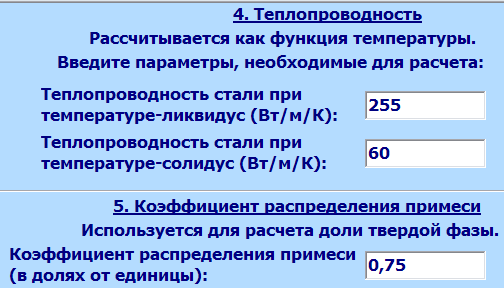 4. Теплопроводность
Рассчитывается как функция температуры.
Введите параметры, необходимые для расчета:
Теплопроводность стали при
температуре-ликвидус (Вт/м/К):
255
Теплопроводность стали при
температуре-солидус (Вт/м/К):
60
5. Коэффициент распределения примеси
Используется для расчета доли твердой фазы.
Коэффициент распределения примеси
(в долях от единицы):
0,75